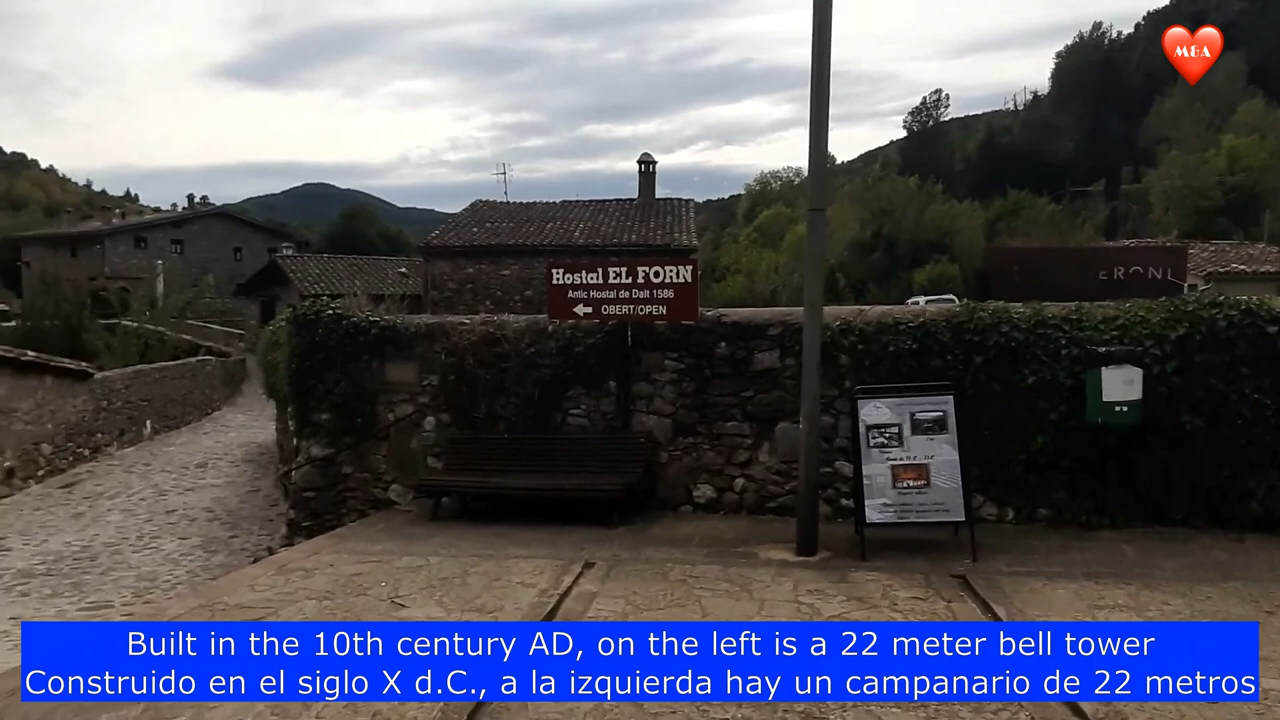 M&A
Hostal EL FORN
Antic Hostal de Dalt 1586
OBERT/OPEN
ERONI
Built in the 10th century AD, on the left is a 22 meter bell tower
Construido en el siglo X d.C., a la izquierda hay un campanario de 22 metros